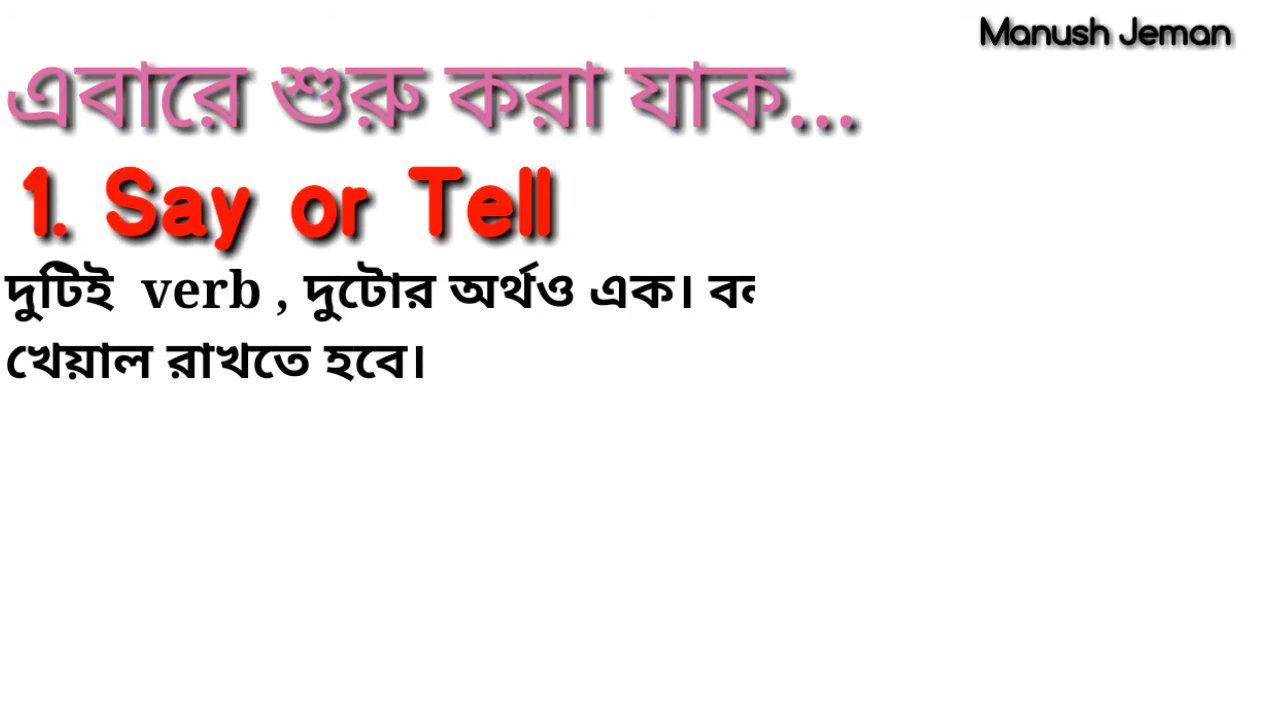 Manush Jeman
এবারে শুরু করা যাক...
1. Say or Tell
দুটিই verb , দুটোর অর্থও এক।
খেয়াল রাখতে হবে।